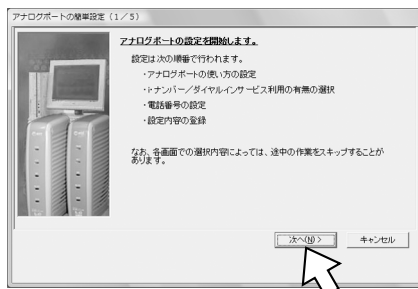 アナログポートの簡単設定（1／5）
アナログポートの設定を開始します。
設定は次の順番で行われます。
・アナログポートの使い方の設定
・i・ナンバー／ダイヤルインサービス利用の有無の選択
・電話番号の設定
・設定内容の登録
なお、各画面での選択内容によっては、途中の作業をスキップすることが
あります。
次へ(N) >
キャンセル